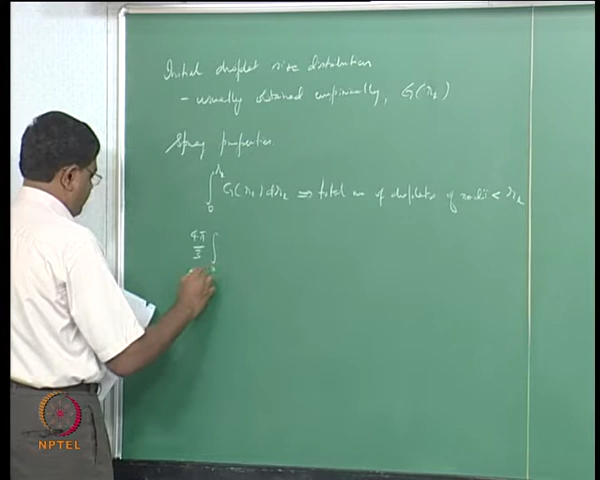 Initial droplet size distribution
- usually obtained empirically, G(r_l)
Spray properties
∫_0^{r_l} G(r_l) dr_l ⇒ total no of droplets of radii < r_l
4π/3 ∫
NPTEL